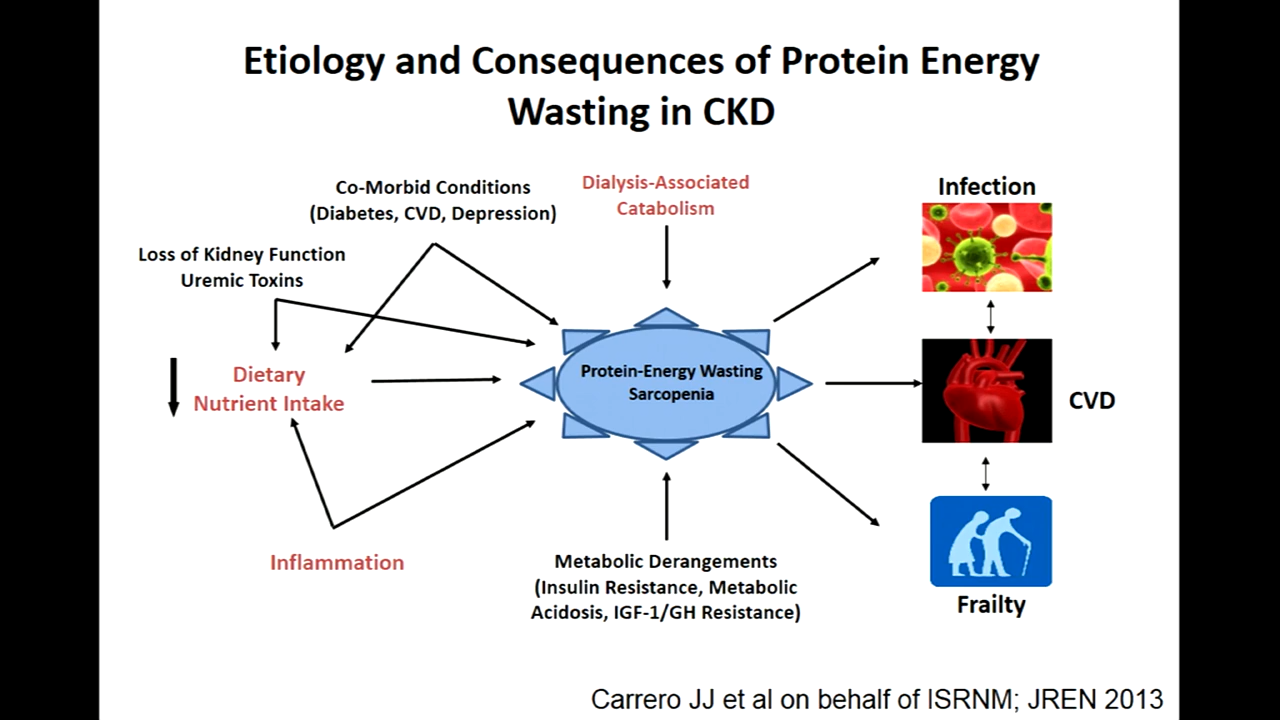 Etiology and Consequences of Protein Energy
Wasting in CKD
Co-Morbid Conditions
(Diabetes, CVD, Depression)
Dialysis-Associated
Catabolism
Infection
Loss of Kidney Function
Uremic Toxins
Dietary
Nutrient Intake
Protein-Energy Wasting
Sarcopenia
CVD
Inflammation
Metabolic Derangements
(Insulin Resistance, Metabolic
Acidosis, IGF-1/GH Resistance)
Frailty
Carrero JJ et al on behalf of ISRNM; JREN 2013